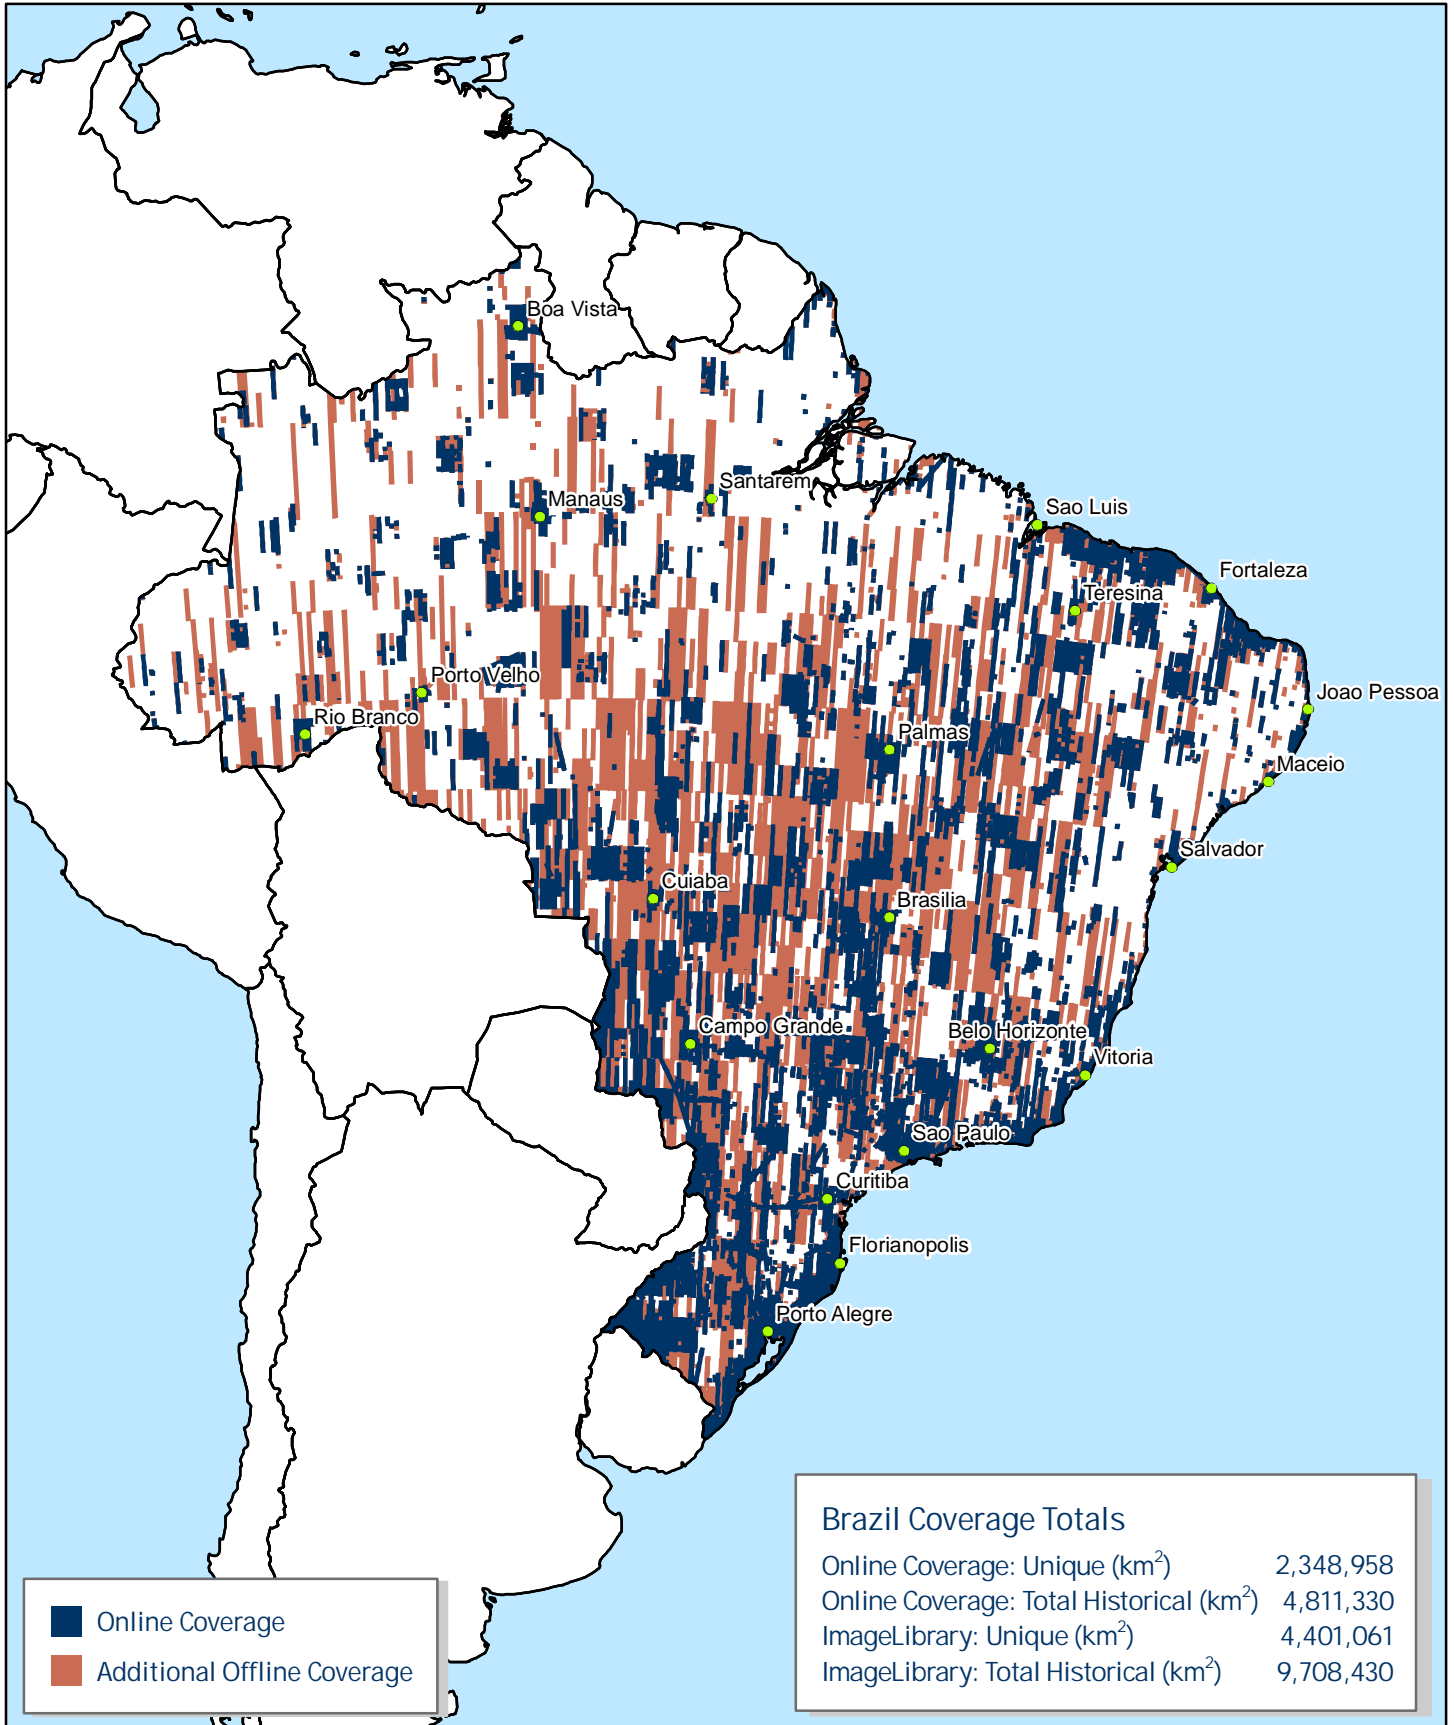 Boa Vista
Santarem
Manaus
Sao Luis
Fortaleza
Teresina
Porto Velho
Joao Pessoa
Rio Branco
Palmas
Maceio
Salvador
Cuiaba
Brasilia
Campo Grande
Belo Horizonte
Vitoria
Sao Paulo
Curitiba
Florianopolis
Porto Alegre
Brazil Coverage Totals
Online Coverage: Unique (km²) 2,348,958
Online Coverage: Total Historical (km²) 4,811,330
ImageLibrary: Unique (km²) 4,401,061
ImageLibrary: Total Historical (km²) 9,708,430
Online Coverage
Additional Offline Coverage